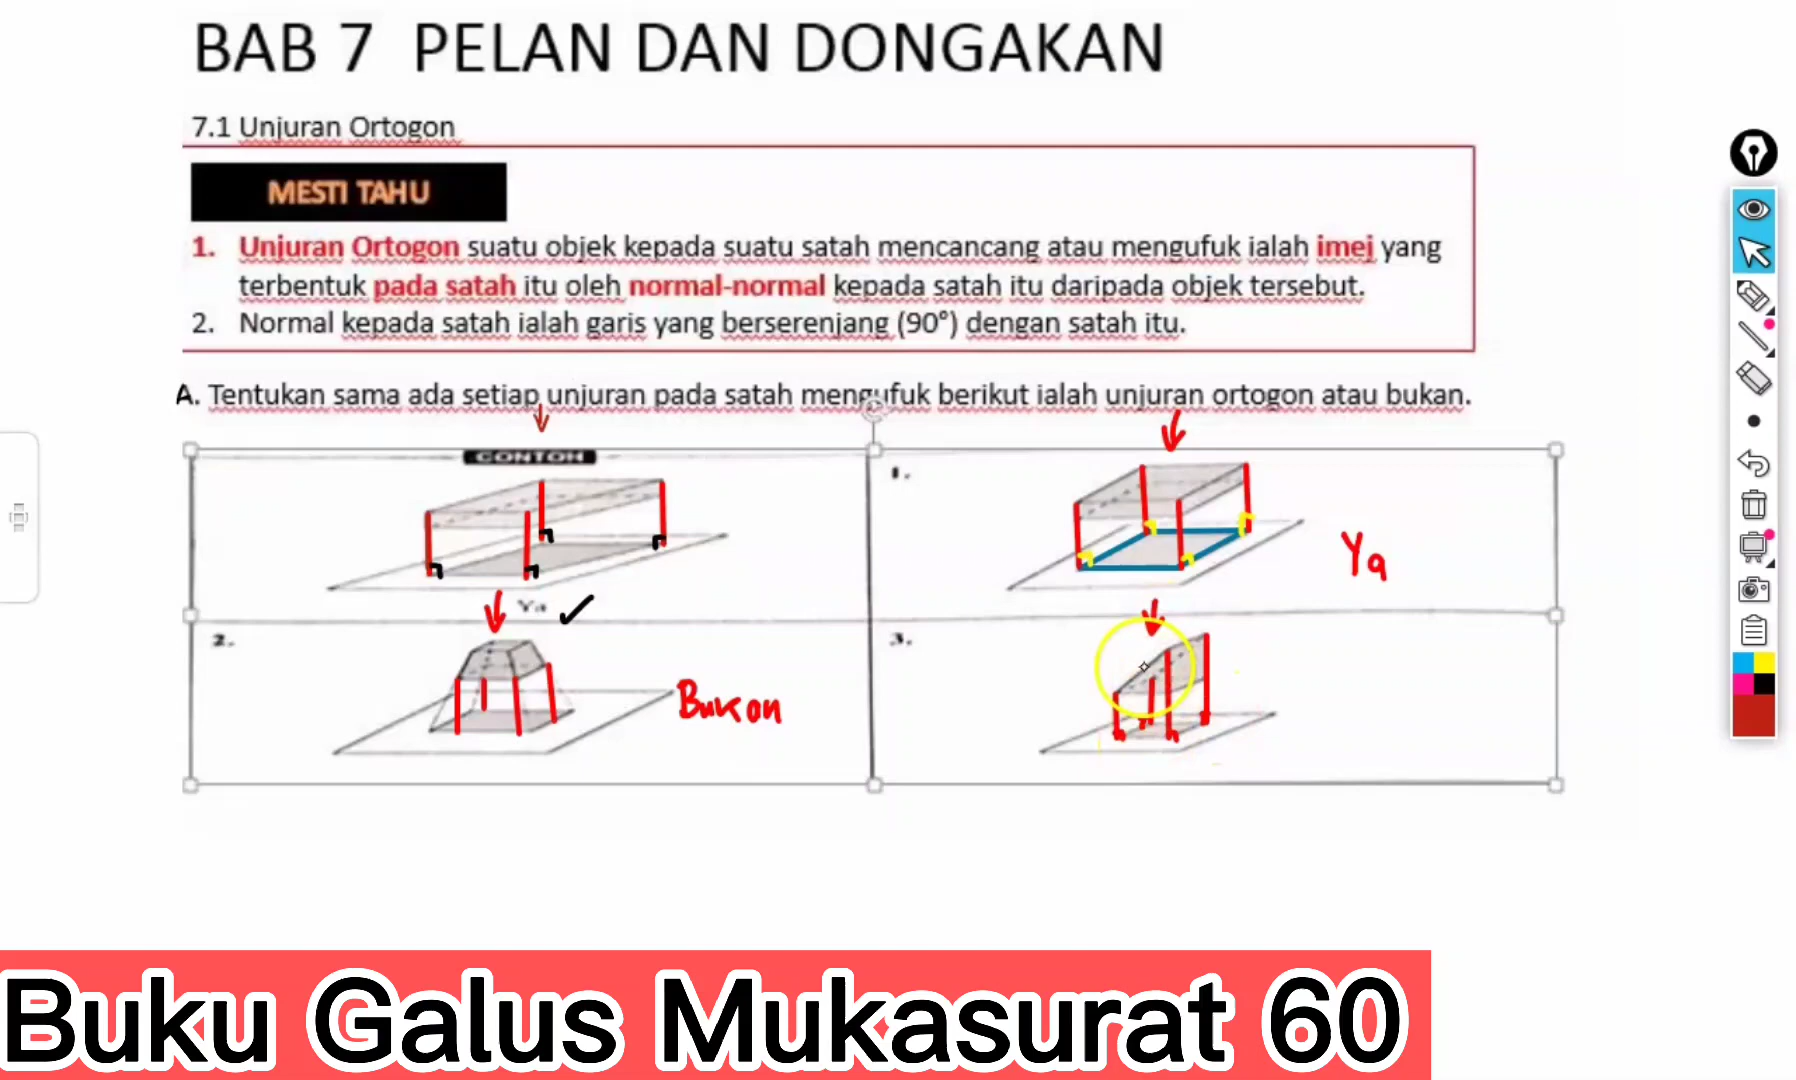 BAB 7 PELAN DAN DONGAKAN
7.1 Unjuran Ortogon
MESTI TAHU
1. Unjuran Ortogon suatu objek kepada suatu satah mencancang atau mengufuk ialah imej yang
terbentuk pada satah itu oleh normal-normal kepada satah itu daripada objek tersebut.
2. Normal kepada satah ialah garis yang berserenjang (90°) dengan satah itu.
A. Tentukan sama ada setiap unjuran pada satah mengufuk berikut ialah unjuran ortogon atau bukan.
CONTOH
Ya
1.
Ya
2.
Bukan
3.
Buku Galus Mukasurat 60